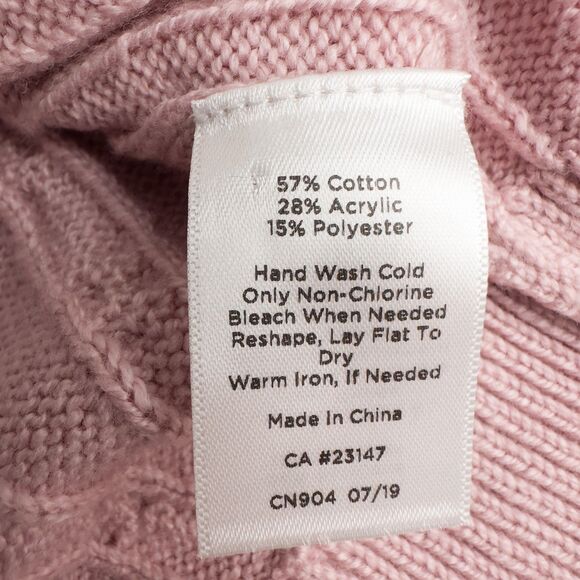 57% Cotton
28% Acrylic
15% Polyester
Hand Wash Cold
Only Non-Chlorine
Bleach When Needed
Reshape, Lay Flat To
Dry
Warm Iron, If Needed
Made In China
CA #23147
CN904 07/19